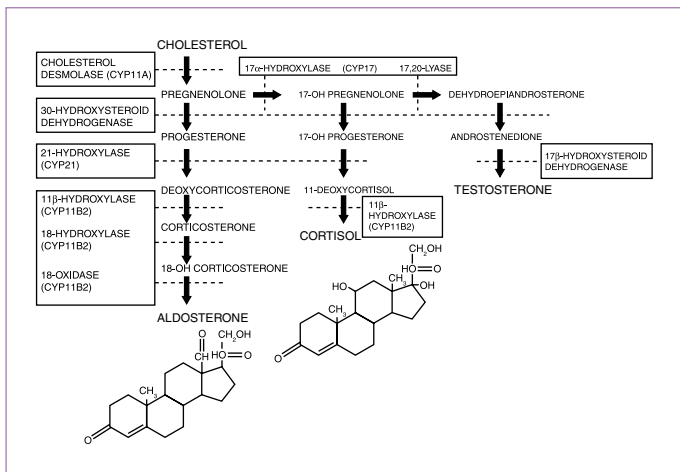 CHOLESTEROL
CHOLESTEROL
DESMOLASE (CYP11A)
17α-HYDROXYLASE (CYP17) 17,20-LYASE
PREGNENOLONE
17-OH PREGNENOLONE
DEHYDROEPIANDROSTERONE
30-HYDROXYSTEROID
DEHYDROGENASE
PROGESTERONE
17-OH PROGESTERONE
ANDROSTENEDIONE
21-HYDROXYLASE
(CYP21)
17β-HYDROXYSTEROID
DEHYDROGENASE
DEOXYCORTICOSTERONE
11-DEOXYCORTISOL
TESTOSTERONE
11β-HYDROXYLASE
(CYP11B2)
11β-
HYDROXYLASE
(CYP11B2)
CORTICOSTERONE
CORTISOL
18-HYDROXYLASE
(CYP11B2)
18-OH CORTICOSTERONE
18-OXIDASE
(CYP11B2)
ALDOSTERONE
CH2OH
HO=O
CH3
OH
HO
CH3
O
O
CH2OH
CH
HO=O
CH3
O